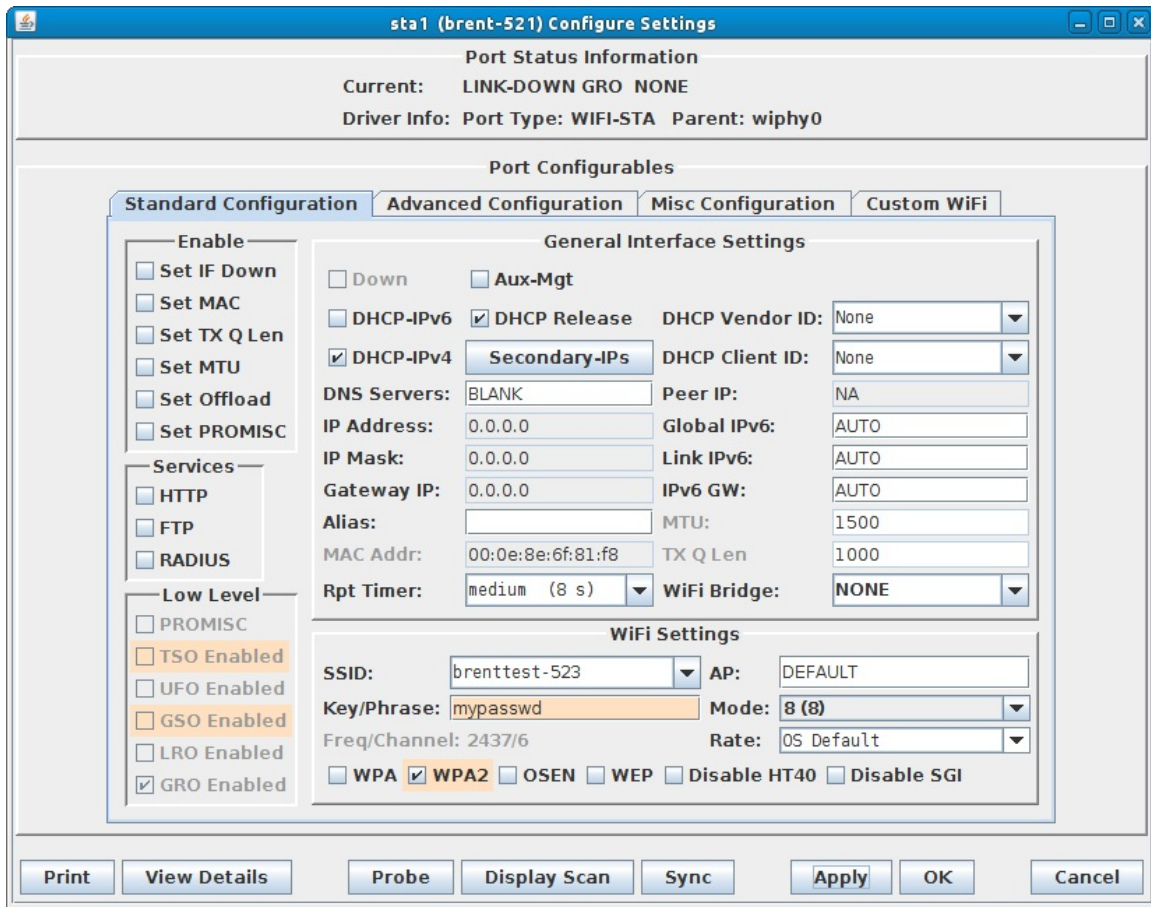 sta1 (brent-521) Configure Settings
Port Status Information
Current: LINK-DOWN GRO NONE
Driver Info: Port Type: WIFI-STA Parent: wiphy0
Port Configurables
Standard Configuration Advanced Configuration Misc Configuration Custom WiFi
Enable
Set IF Down
Set MAC
Set TX Q Len
Set MTU
Set Offload
Set PROMISC
Services
HTTP
FTP
RADIUS
Low Level
PROMISC
TSO Enabled
UFO Enabled
GSO Enabled
LRO Enabled
GRO Enabled
General Interface Settings
Down Aux-Mgt
DHCP-IPv6 DHCP Release DHCP Vendor ID: None
DHCP-IPv4 Secondary-IPs DHCP Client ID: None
DNS Servers: BLANK Peer IP: NA
IP Address: 0.0.0.0 Global IPv6: AUTO
IP Mask: 0.0.0.0 Link IPv6: AUTO
Gateway IP: 0.0.0.0 IPv6 GW: AUTO
Alias: MTU: 1500
MAC Addr: 00:0e:8e:6f:81:f8 TX Q Len 1000
Rpt Timer: medium (8 s) WiFi Bridge: NONE
WiFi Settings
SSID: brenttest-523 AP: DEFAULT
Key/Phrase: mypasswd Mode: 8 (8)
Freq/Channel: 2437/6 Rate: OS Default
WPA WPA2 OSEN WEP Disable HT40 Disable SGI
Print View Details Probe Display Scan Sync Apply OK Cancel